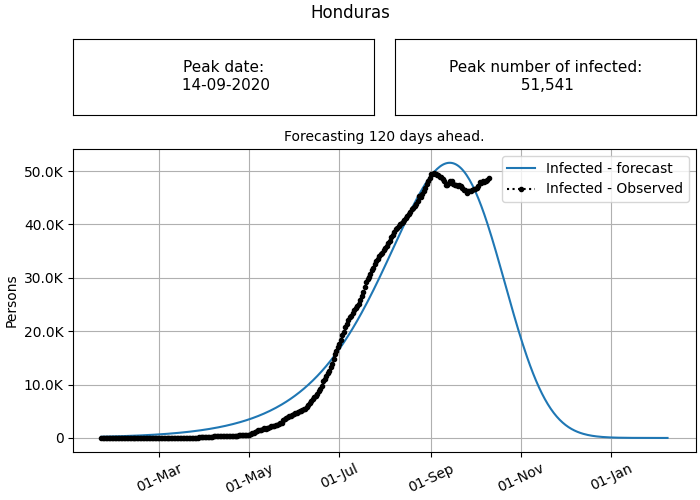 Honduras
Peak date:
14-09-2020
Peak number of infected:
51,541
Forecasting 120 days ahead.
50.0K
40.0K
30.0K
20.0K
10.0K
0
Persons
Infected - forecast
Infected - Observed
01-Mar
01-May
01-Jul
01-Sep
01-Nov
01-Jan